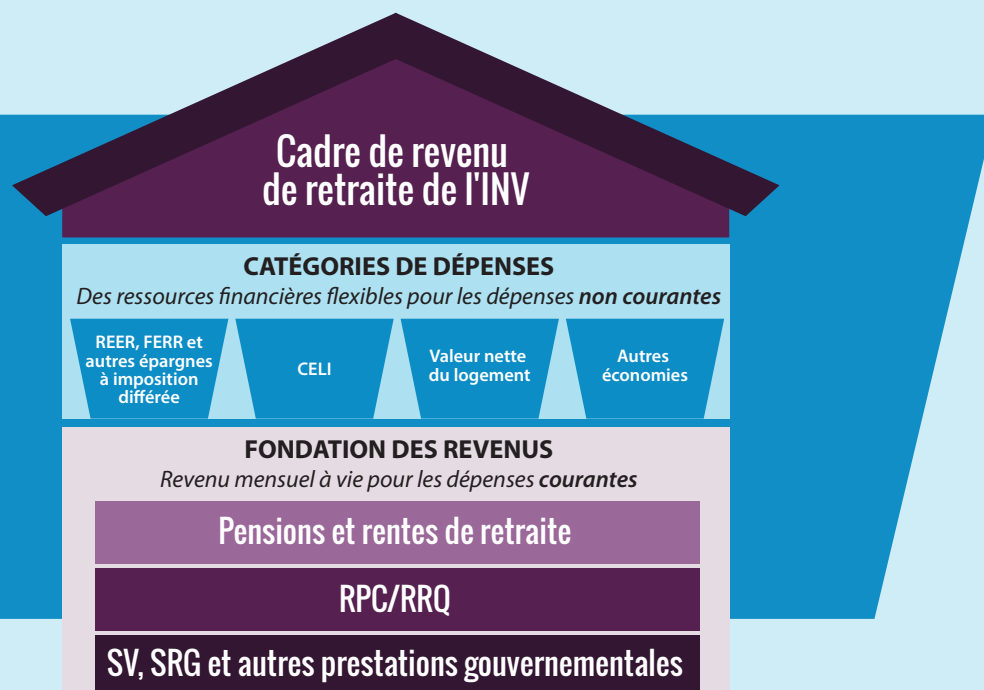 Cadre de revenu
de retraite de l'INV
CATÉGORIES DE DÉPENSES
Des ressources financières flexibles pour les dépenses non courantes
REER, FERR et
autres épargnes
à imposition
différée
CELI
Valeur nette
du logement
Autres
économies
FONDATION DES REVENUS
Revenu mensuel à vie pour les dépenses courantes
Pensions et rentes de retraite
RPC/RRQ
SV, SRG et autres prestations gouvernementales